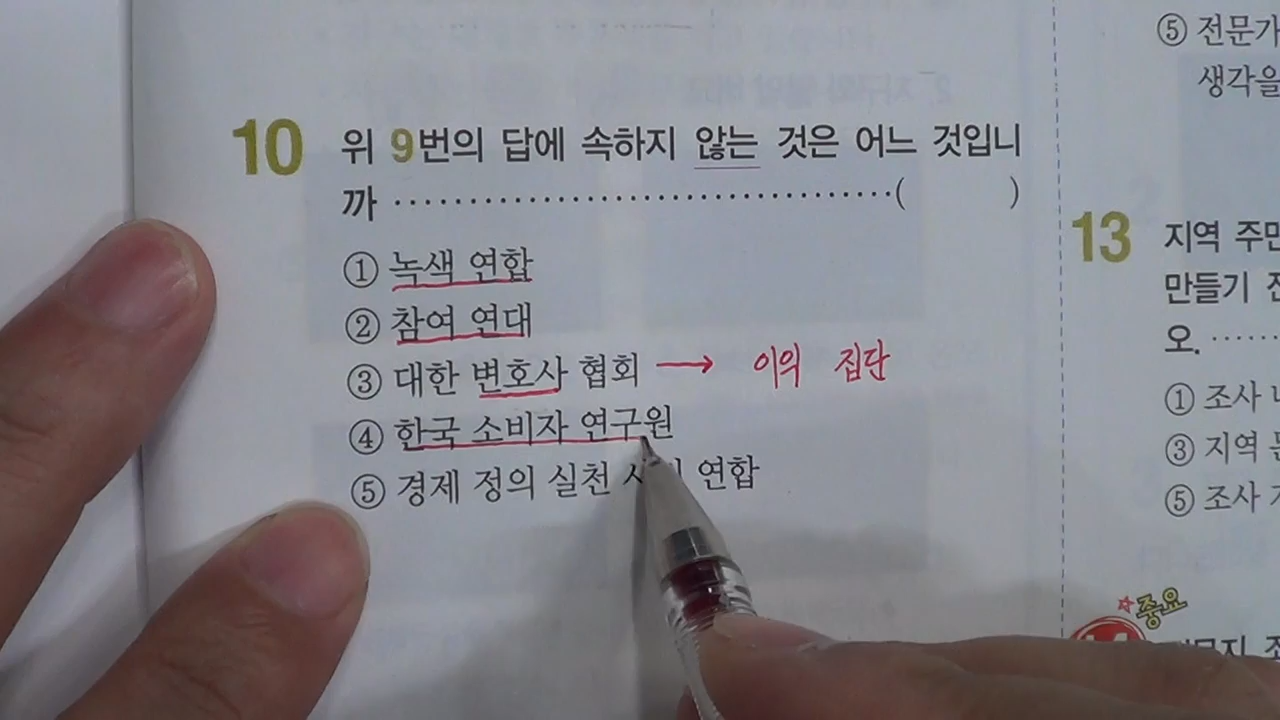 10 위 9번의 답에 속하지 않는 것은 어느 것입니
까 ( )
① 녹색 연합
② 참여 연대
③ 대한 변호사 협회 → 이익 집단
④ 한국 소비자 연구원
⑤ 경제 정의 실천 연합
⑤ 전문가
생각을
13 지역 주민
만들기 전
오.
① 조사
③ 지역
⑤ 조사
중요